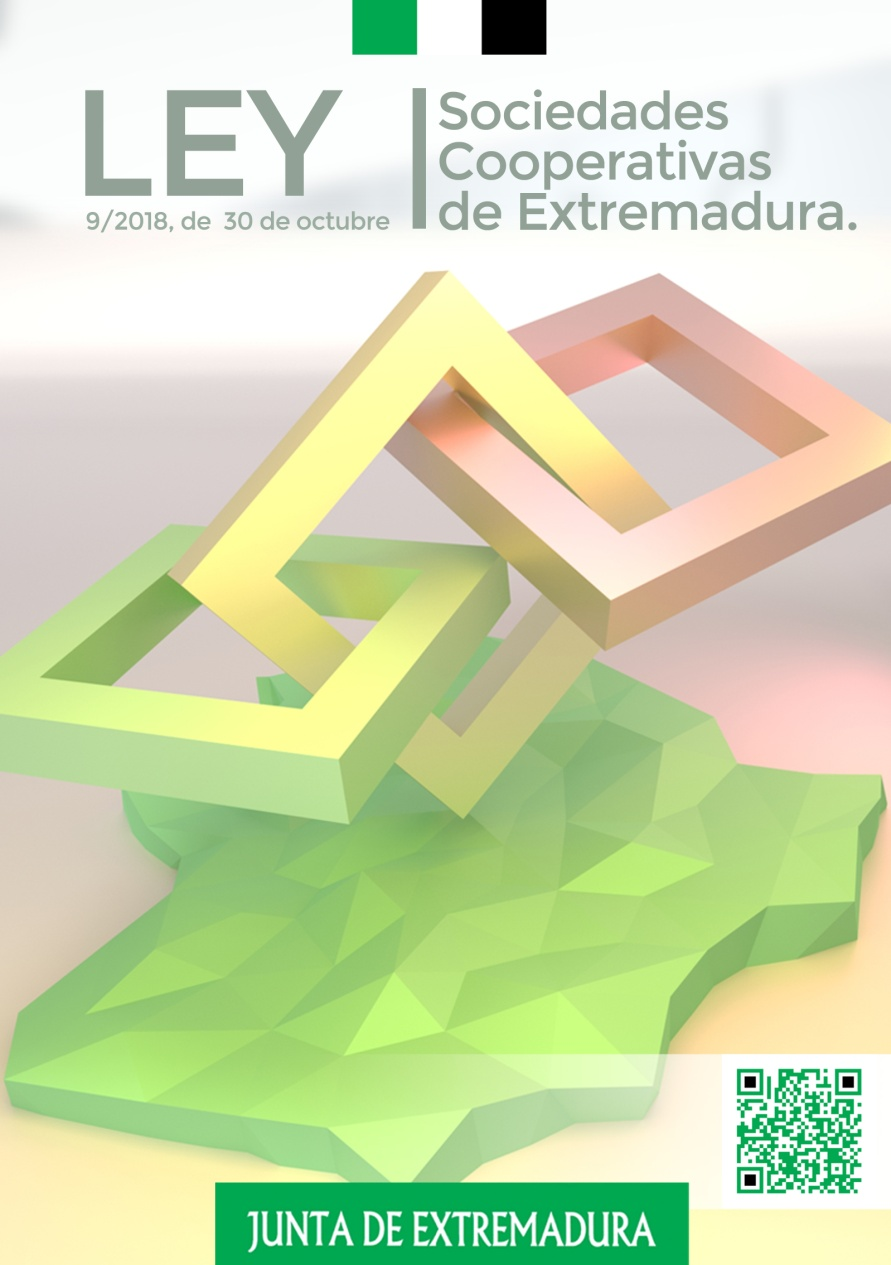 LEY
9/2018, de 30 de octubre
Sociedades
Cooperativas
de Extremadura.
JUNTA DE EXTREMADURA